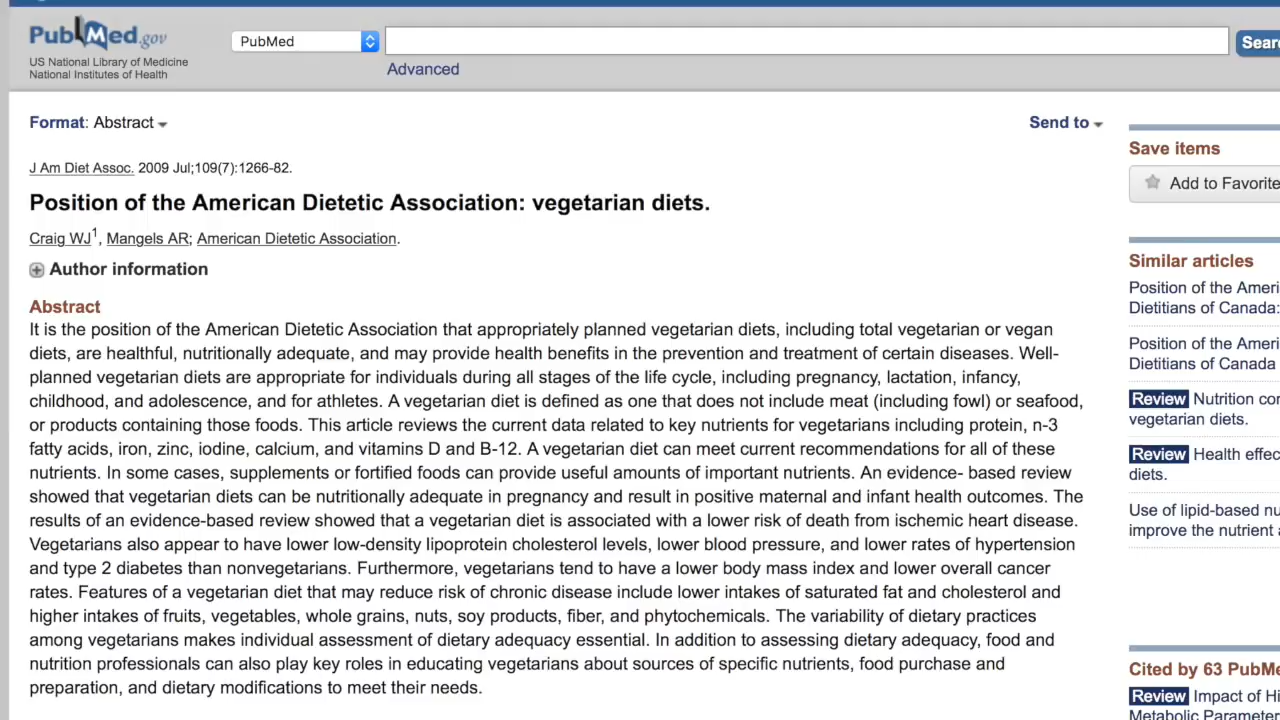 PubMed.gov
US National Library of Medicine
National Institutes of Health
PubMed
Advanced
Format: Abstract
Send to
J Am Diet Assoc. 2009 Jul;109(7):1266-82.
Position of the American Dietetic Association: vegetarian diets.
Craig WJ1, Mangels AR; American Dietetic Association.
Author information
Abstract
It is the position of the American Dietetic Association that appropriately planned vegetarian diets, including total vegetarian or vegan
diets, are healthful, nutritionally adequate, and may provide health benefits in the prevention and treatment of certain diseases. Well-
planned vegetarian diets are appropriate for individuals during all stages of the life cycle, including pregnancy, lactation, infancy,
childhood, and adolescence, and for athletes. A vegetarian diet is defined as one that does not include meat (including fowl) or seafood,
or products containing those foods. This article reviews the current data related to key nutrients for vegetarians including protein, n-3
fatty acids, iron, zinc, iodine, calcium, and vitamins D and B-12. A vegetarian diet can meet current recommendations for all of these
nutrients. In some cases, supplements or fortified foods can provide useful amounts of important nutrients. An evidence- based review
showed that vegetarian diets can be nutritionally adequate in pregnancy and result in positive maternal and infant health outcomes. The
results of an evidence-based review showed that a vegetarian diet is associated with a lower risk of death from ischemic heart disease.
Vegetarians also appear to have lower low-density lipoprotein cholesterol levels, lower blood pressure, and lower rates of hypertension
and type 2 diabetes than nonvegetarians. Furthermore, vegetarians tend to have a lower body mass index and lower overall cancer
rates. Features of a vegetarian diet that may reduce risk of chronic disease include lower intakes of saturated fat and cholesterol and
higher intakes of fruits, vegetables, whole grains, nuts, soy products, fiber, and phytochemicals. The variability of dietary practices
among vegetarians makes individual assessment of dietary adequacy essential. In addition to assessing dietary adequacy, food and
nutrition professionals can also play key roles in educating vegetarians about sources of specific nutrients, food purchase and
preparation, and dietary modifications to meet their needs.
Save items
Add to Favorite
Similar articles
Position of the Ameri
Dietitians of Canada:
Position of the Ameri
Dietitians of Canada
Review Nutrition co
vegetarian diets.
Review Health effec
diets.
Use of lipid-based nu
improve the nutrient
Cited by 63 PubMe
Review Impact of Hi
Metabolic Parameter